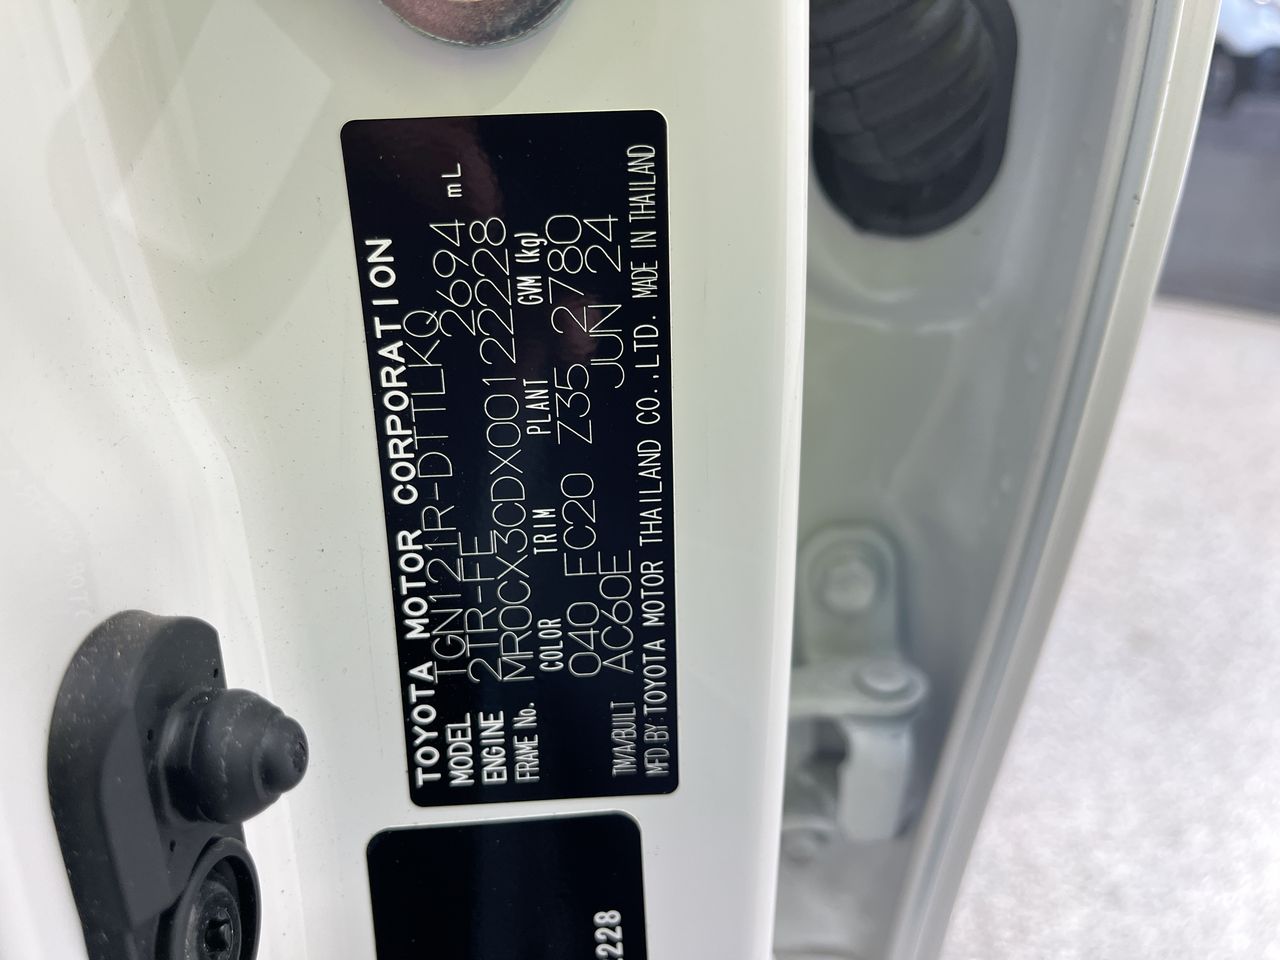 TOYOTA MOTOR CORPORATION
MODEL TGN121R-DTTLKQ
ENGINE 2TR-FE 2694 mL
FRAME No. MR0CX3CDX00122228
COLOR TRIM PLANT GVM (kg)
040 FC20 Z35 2780
TM/A/BUILT AC60E JUN 24
MFD.BY:TOYOTA MOTOR THAILAND CO.,LTD. MADE IN THAILAND
228